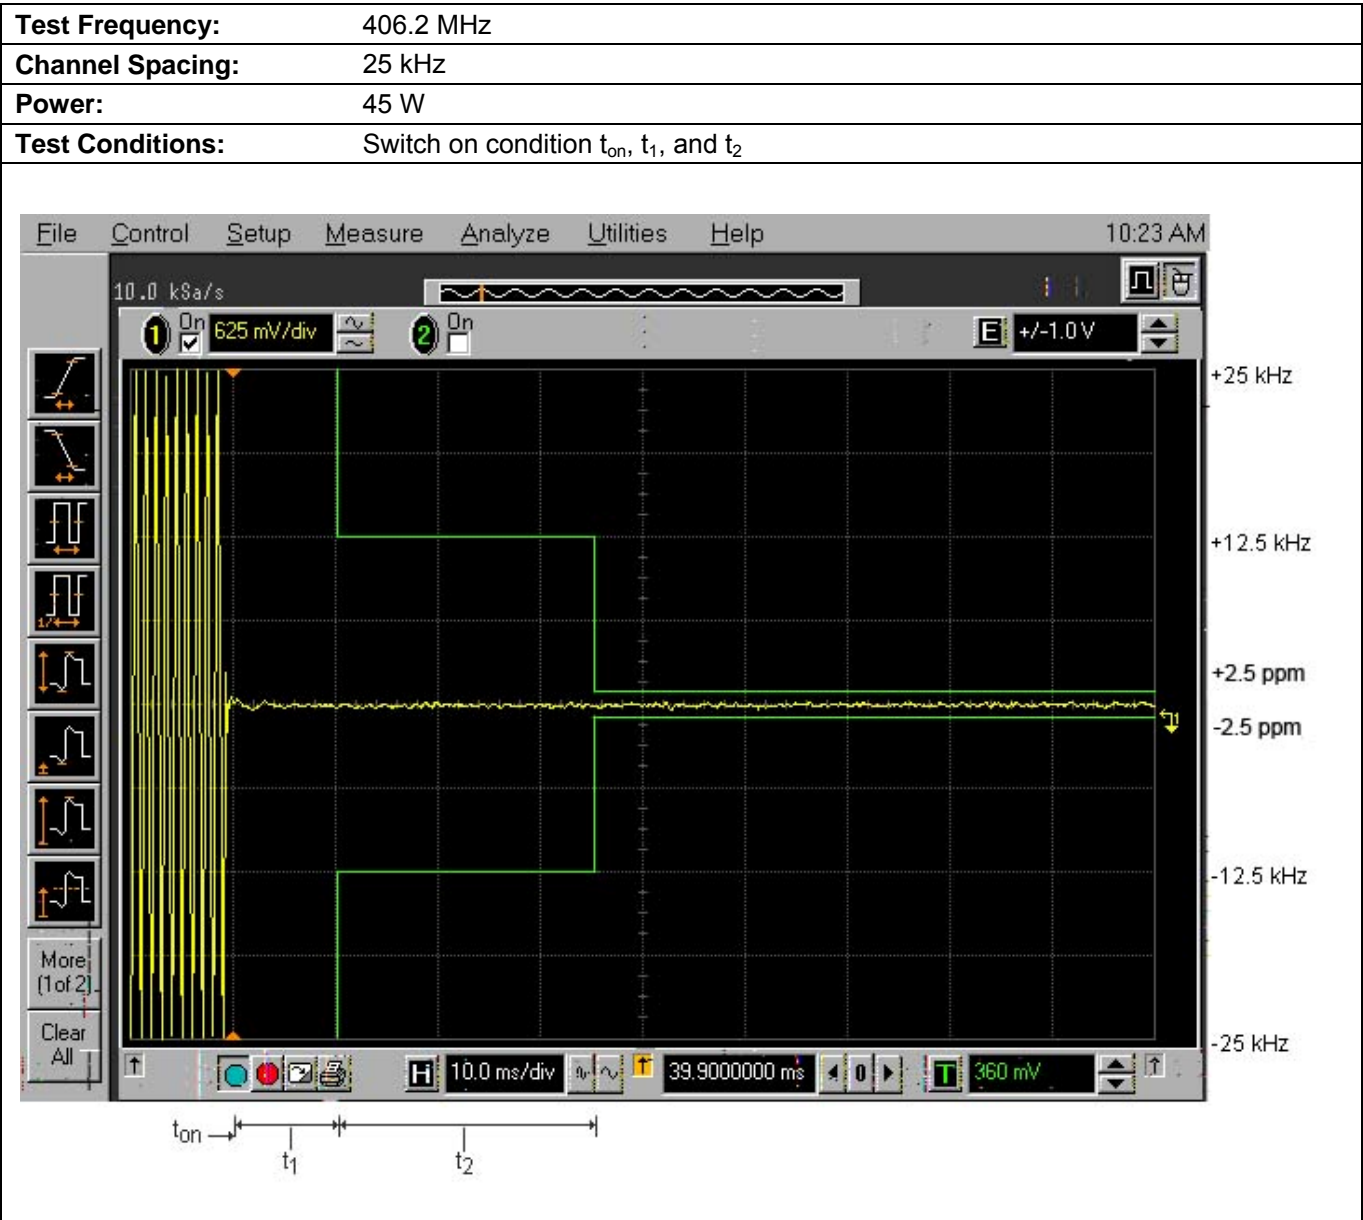 Test Frequency: 406.2 MHz
Channel Spacing: 25 kHz
Power: 45 W
Test Conditions: Switch on condition ton, t1, and t2
File Control Setup Measure Analyze Utilities Help 10:23 AM
10.0 kSa/s
1 On 625 mV/div 2 On E +/-1.0 V
+25 kHz
+12.5 kHz
+2.5 ppm
-2.5 ppm
-12.5 kHz
-25 kHz
1/
More
(1of 2)
Clear
All
H 10.0 ms/div 39.9000000 ms 0 T 360 mV
ton t1 t2